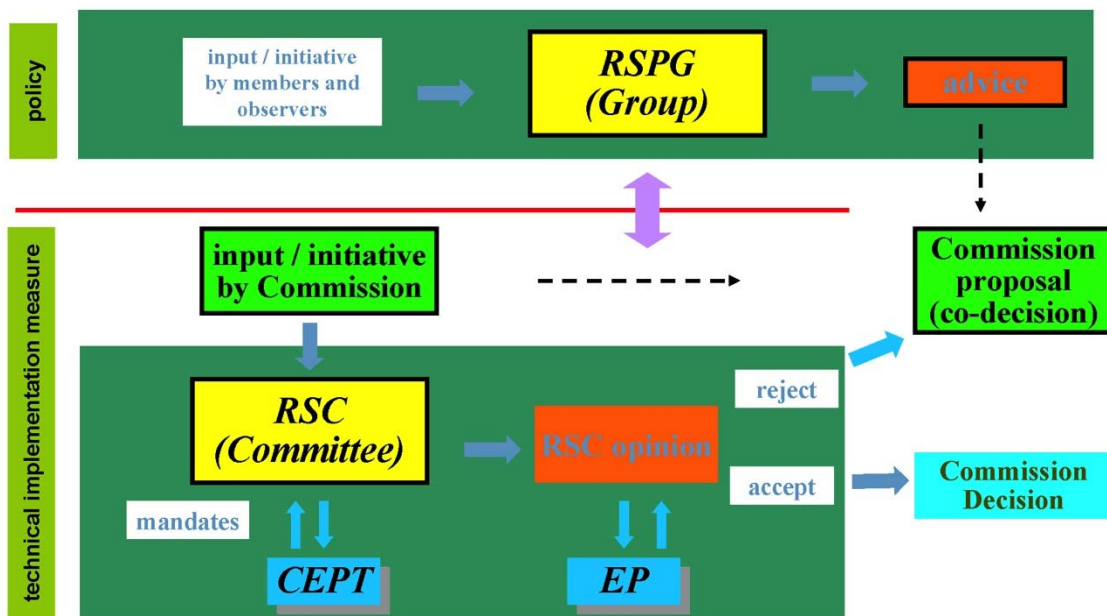 policy
input / initiative
by members and
observers
RSPG
(Group)
advice
technical implementation measure
input / initiative
by Commission
Commission
proposal
(co-decision)
RSC
(Committee)
RSC opinion
reject
accept
Commission
Decision
mandates
CEPT
EP